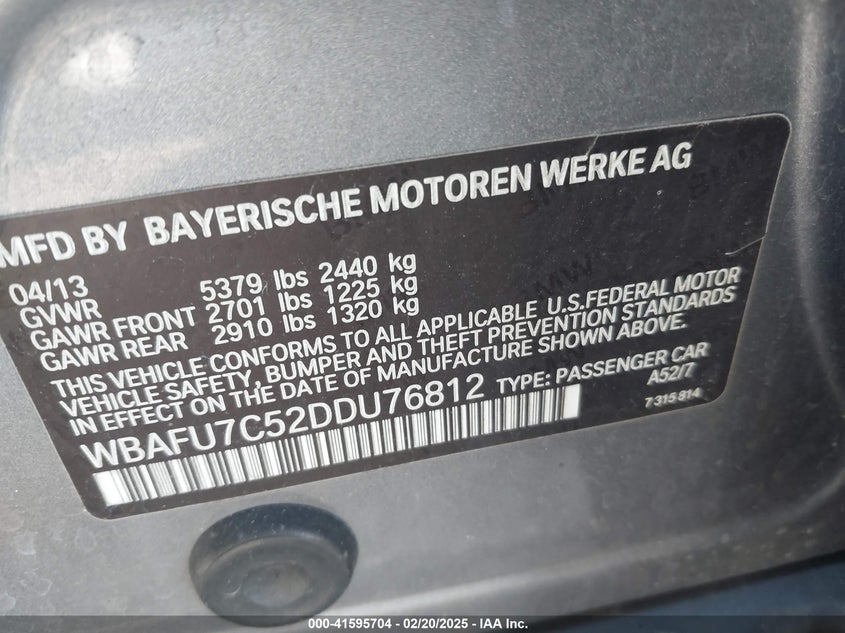 MFD BY BAYERISCHE MOTOREN WERKE AG
04/13
GVWR 5379 lbs 2440 kg
GAWR FRONT 2701 lbs 1225 kg
GAWR REAR 2910 lbs 1320 kg
THIS VEHICLE CONFORMS TO ALL APPLICABLE U.S.FEDERAL MOTOR
VEHICLE SAFETY, BUMPER AND THEFT PREVENTION STANDARDS
IN EFFECT ON THE DATE OF MANUFACTURE SHOWN ABOVE.
WBAFU7C52DDU76812 TYPE: PASSENGER CAR
A52/7
7 315 814
000-41595704 - 02/20/2025 - IAA Inc.